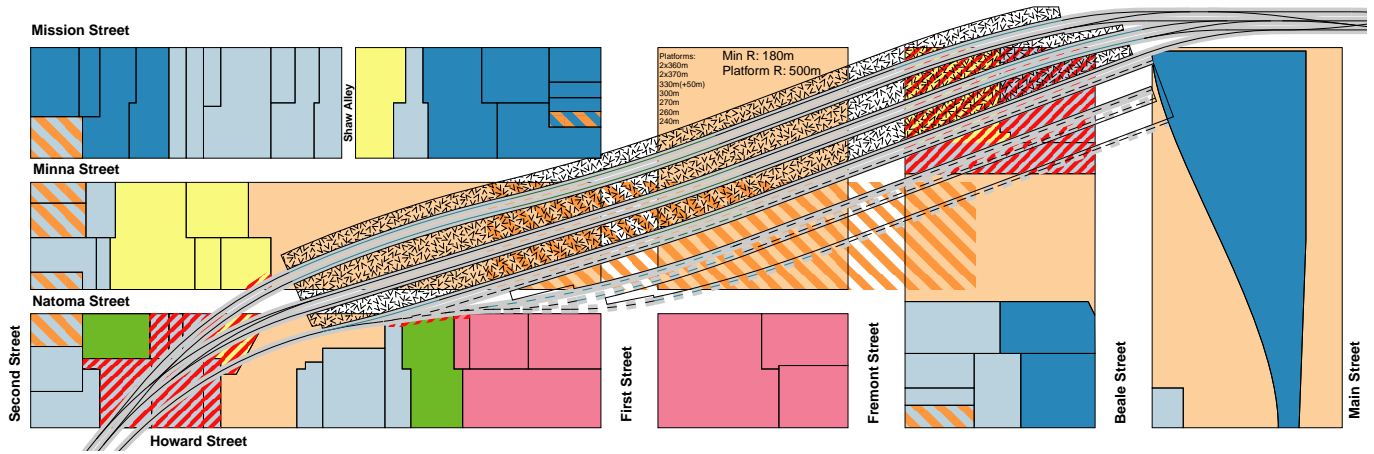 Mission Street
Shaw Alley
Platforms:
2x360m
2x370m
330m(+50m)
300m
270m
260m
240m
Min R: 180m
Platform R: 500m
Minna Street
Natoma Street
Second Street
First Street
Fremont Street
Beale Street
Main Street
Howard Street